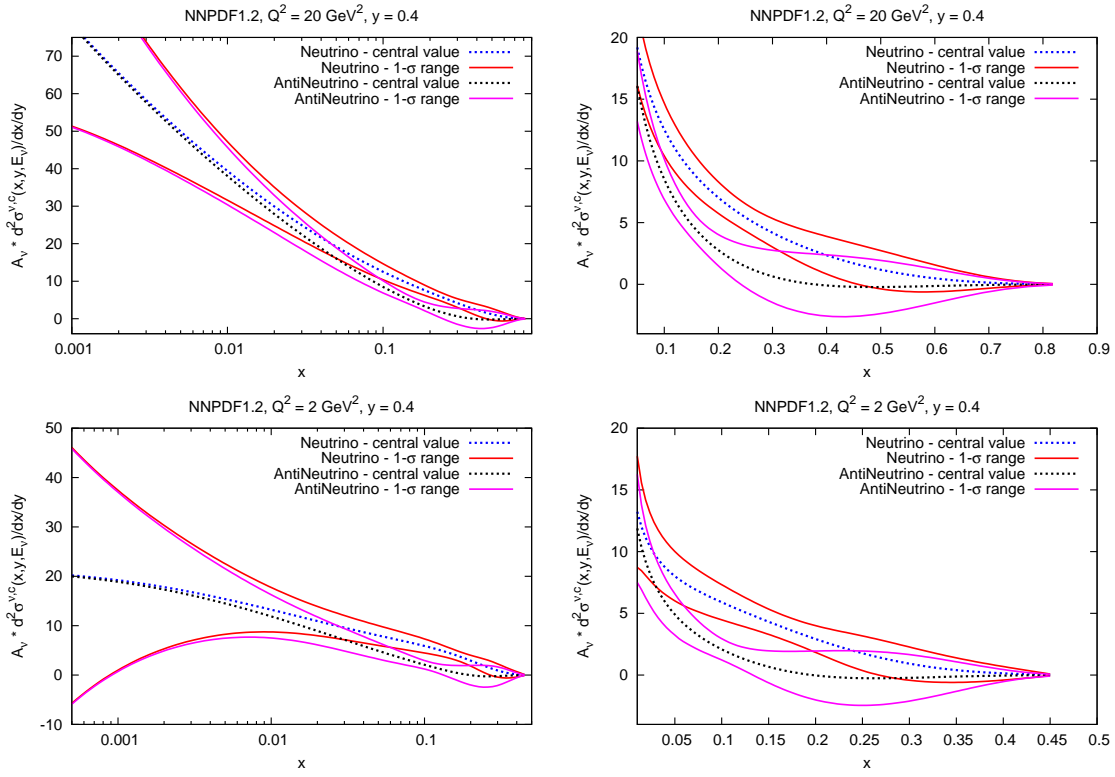 NNPDF1.2, Q² = 20 GeV², y = 0.4
A_ν * d²σ^{ν,c}(x,y,E_ν)/dx/dy
80
70
60
50
40
30
20
10
0
0.001
0.01
0.1
x
Neutrino - central value
Neutrino - 1-σ range
AntiNeutrino - central value
AntiNeutrino - 1-σ range
NNPDF1.2, Q² = 20 GeV², y = 0.4
A_ν * d²σ^{ν,c}(x,y,E_ν)/dx/dy
20
15
10
5
0
0.1
0.2
0.3
0.4
0.5
0.6
0.7
0.8
0.9
x
Neutrino - central value
Neutrino - 1-σ range
AntiNeutrino - central value
AntiNeutrino - 1-σ range
NNPDF1.2, Q² = 2 GeV², y = 0.4
A_ν * d²σ^{ν,c}(x,y,E_ν)/dx/dy
50
40
30
20
10
0
-10
0.001
0.01
0.1
x
Neutrino - central value
Neutrino - 1-σ range
AntiNeutrino - central value
AntiNeutrino - 1-σ range
NNPDF1.2, Q² = 2 GeV², y = 0.4
A_ν * d²σ^{ν,c}(x,y,E_ν)/dx/dy
20
15
10
5
0
0.05
0.1
0.15
0.2
0.25
0.3
0.35
0.4
0.45
0.5
x
Neutrino - central value
Neutrino - 1-σ range
AntiNeutrino - central value
AntiNeutrino - 1-σ range